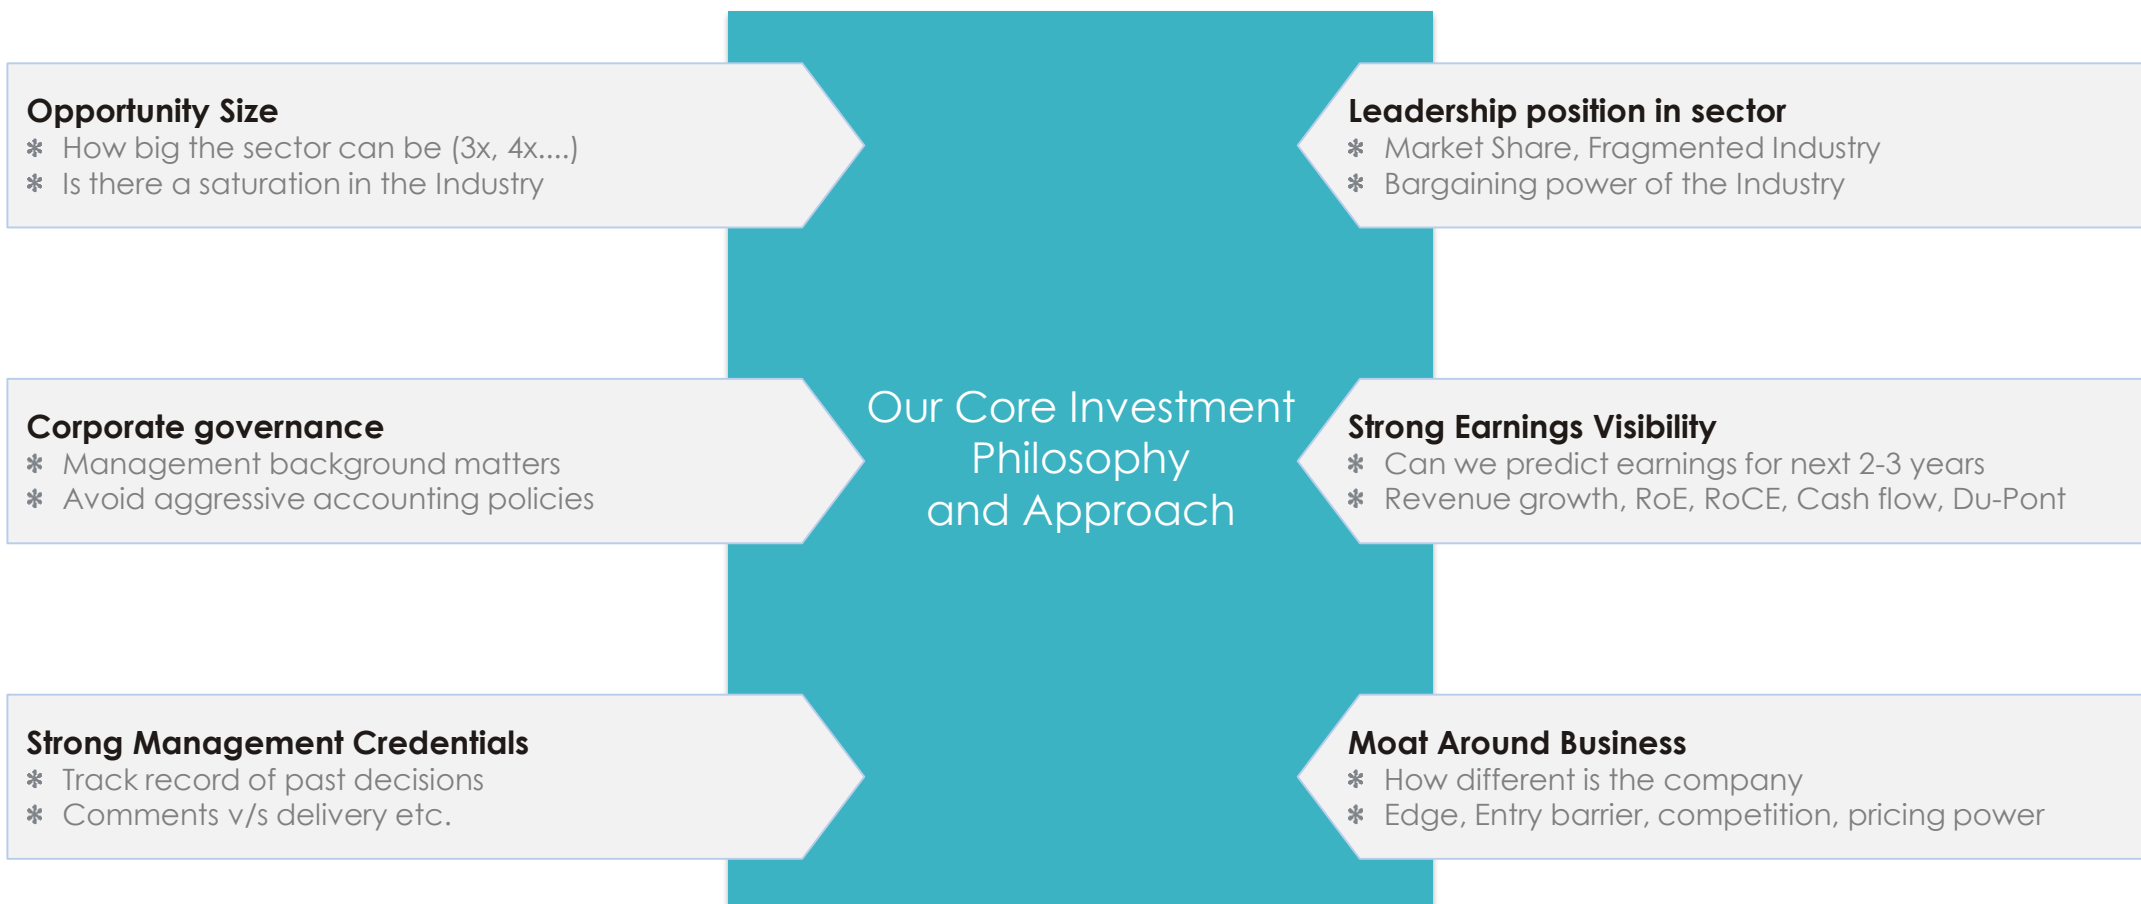 Opportunity Size
* How big the sector can be (3x, 4x....)
* Is there a saturation in the Industry
Corporate governance
* Management background matters
* Avoid aggressive accounting policies
Strong Management Credentials
* Track record of past decisions
* Comments v/s delivery etc.
Our Core Investment
Philosophy
and Approach
Leadership position in sector
* Market Share, Fragmented Industry
* Bargaining power of the Industry
Strong Earnings Visibility
* Can we predict earnings for next 2-3 years
* Revenue growth, RoE, RoCE, Cash flow, Du-Pont
Moat Around Business
* How different is the company
* Edge, Entry barrier, competition, pricing power